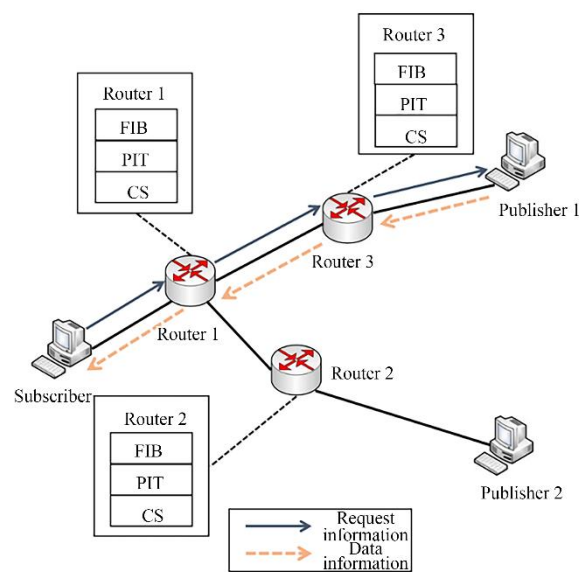 Router 3
FIB
PIT
CS
Router 1
FIB
PIT
CS
Publisher 1
Router 3
Router 1
Subscriber
Router 2
Router 2
FIB
PIT
CS
Publisher 2
Request
information
Data
information